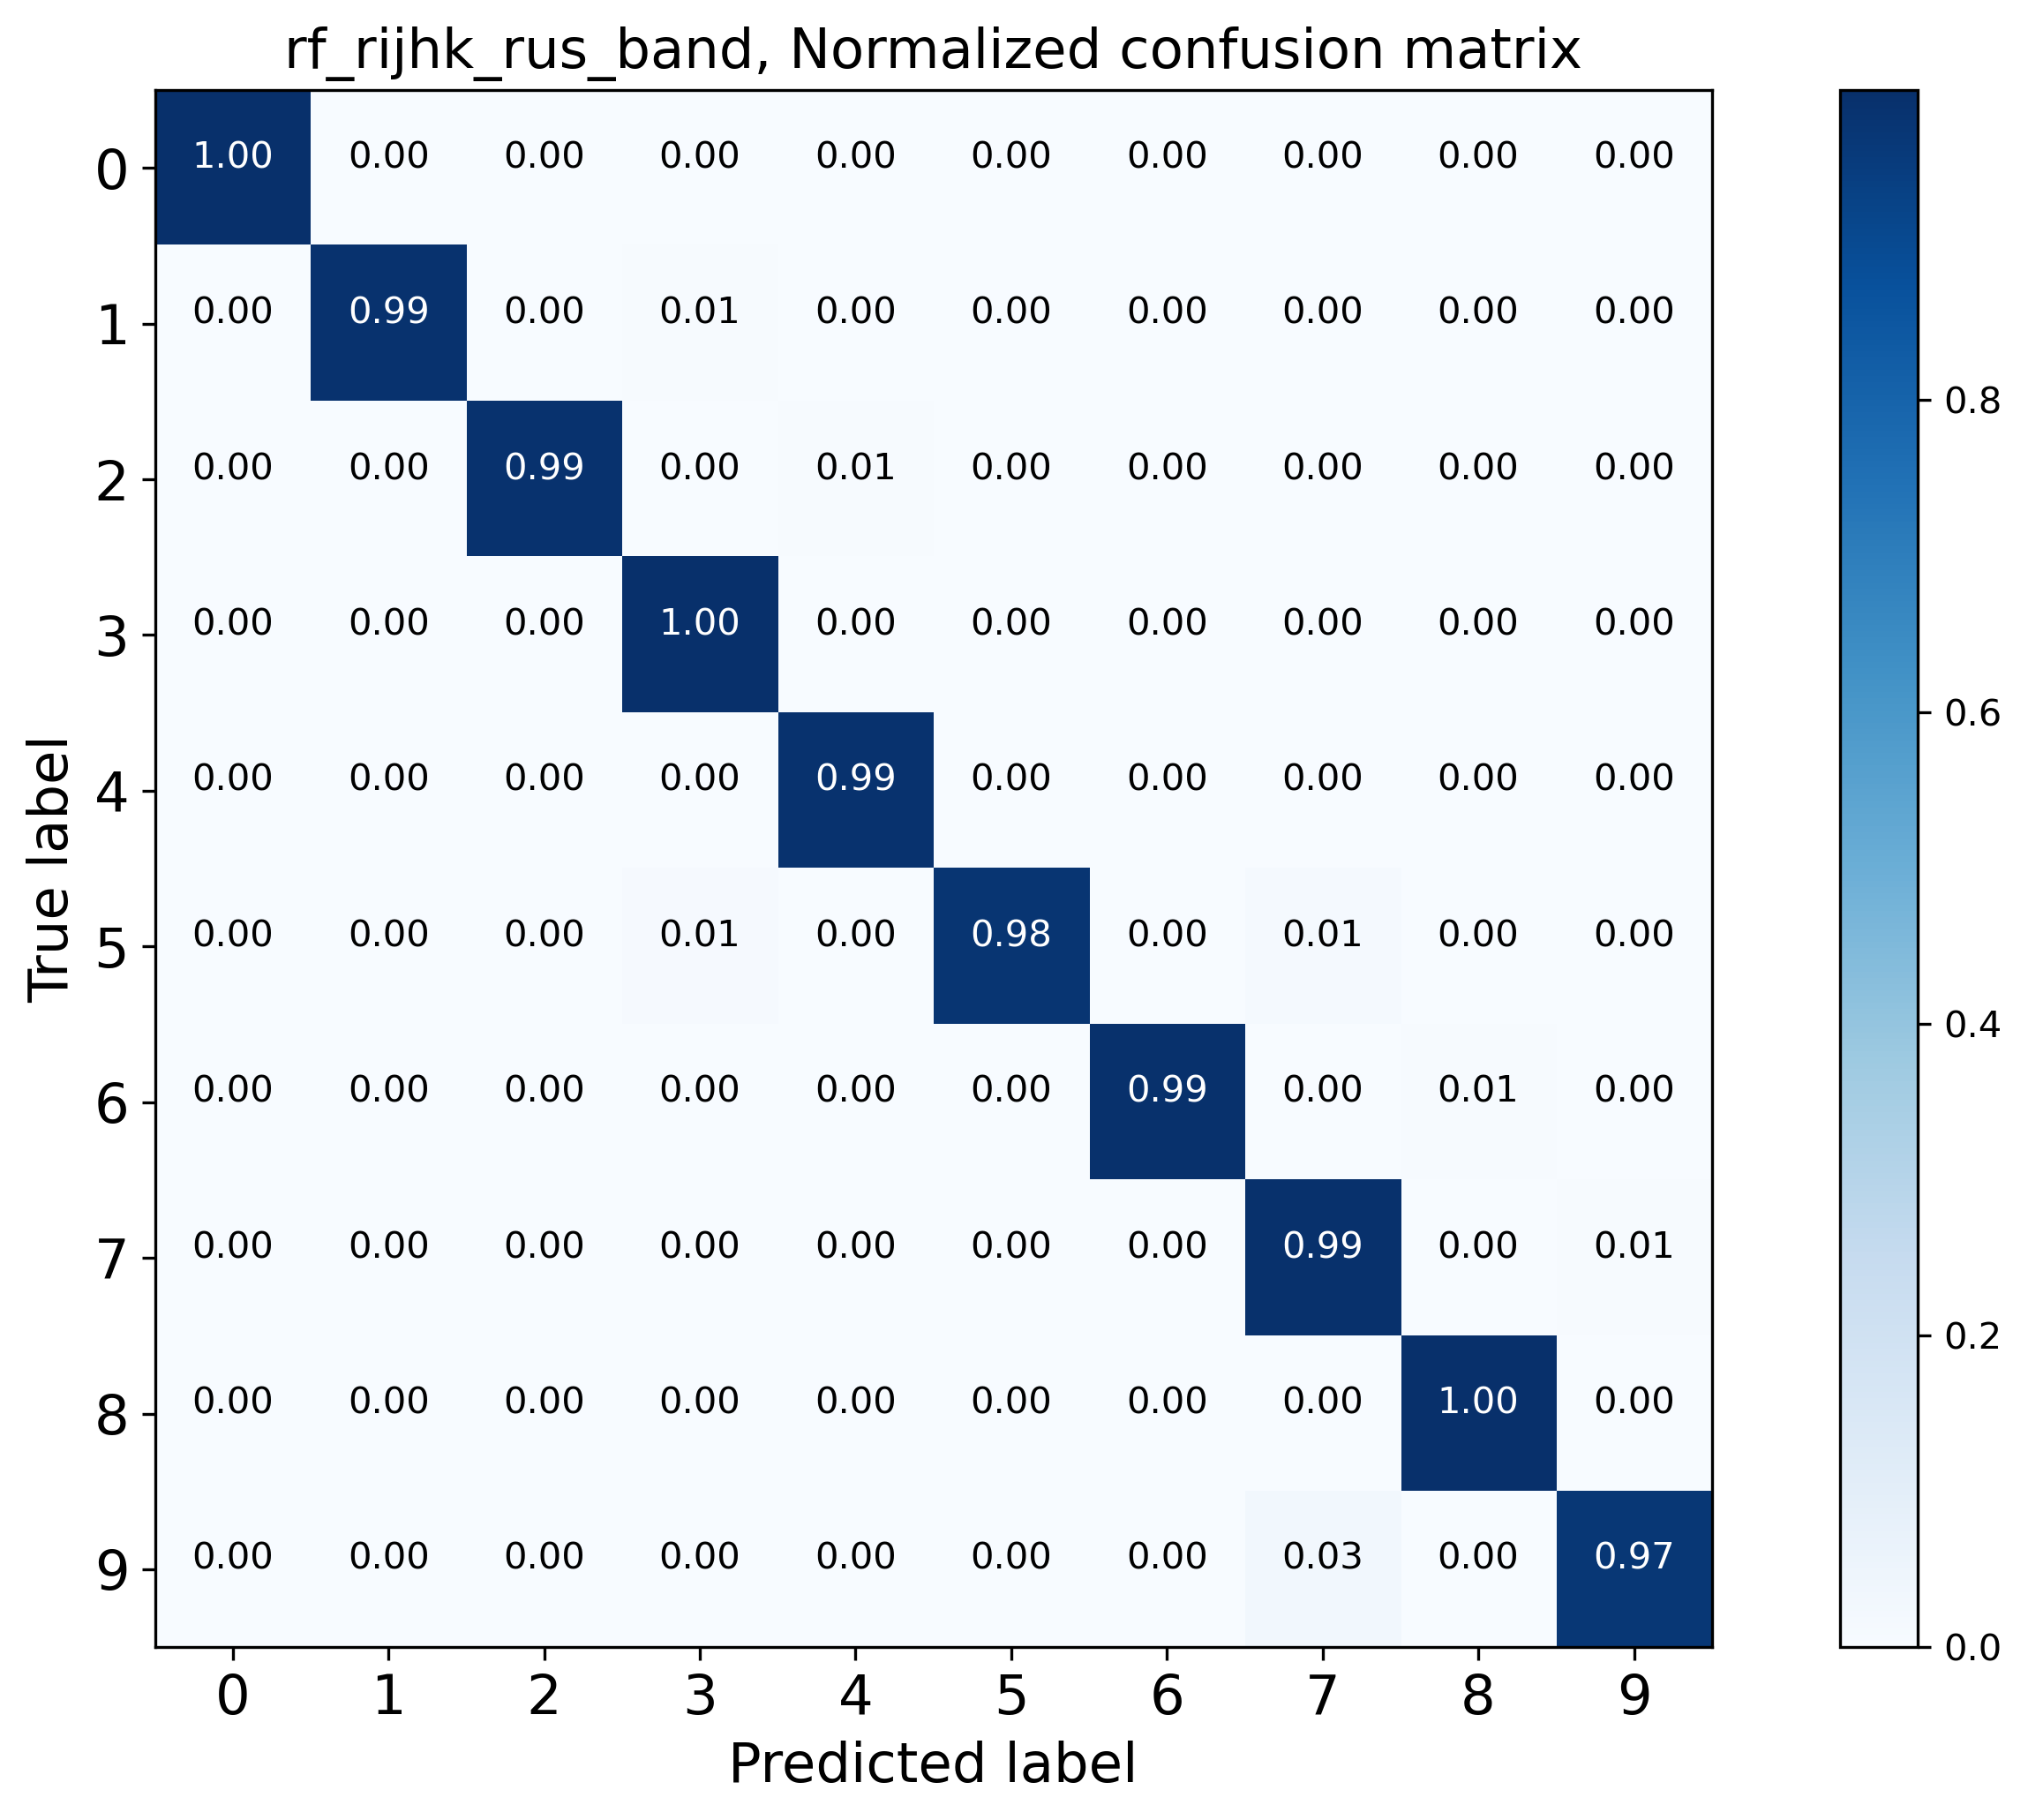 rf_rijhk_rus_band, Normalized confusion matrix
0 1.00 0.00 0.00 0.00 0.00 0.00 0.00 0.00 0.00 0.00
1 0.00 0.99 0.00 0.01 0.00 0.00 0.00 0.00 0.00 0.00
2 0.00 0.00 0.99 0.00 0.01 0.00 0.00 0.00 0.00 0.00
3 0.00 0.00 0.00 1.00 0.00 0.00 0.00 0.00 0.00 0.00
4 0.00 0.00 0.00 0.00 0.99 0.00 0.00 0.00 0.00 0.00
5 0.00 0.00 0.00 0.01 0.00 0.98 0.00 0.01 0.00 0.00
6 0.00 0.00 0.00 0.00 0.00 0.00 0.99 0.00 0.01 0.00
7 0.00 0.00 0.00 0.00 0.00 0.00 0.00 0.99 0.00 0.01
8 0.00 0.00 0.00 0.00 0.00 0.00 0.00 0.00 1.00 0.00
9 0.00 0.00 0.00 0.00 0.00 0.00 0.00 0.03 0.00 0.97
0 1 2 3 4 5 6 7 8 9
Predicted label
True label
0.8
0.6
0.4
0.2
0.0